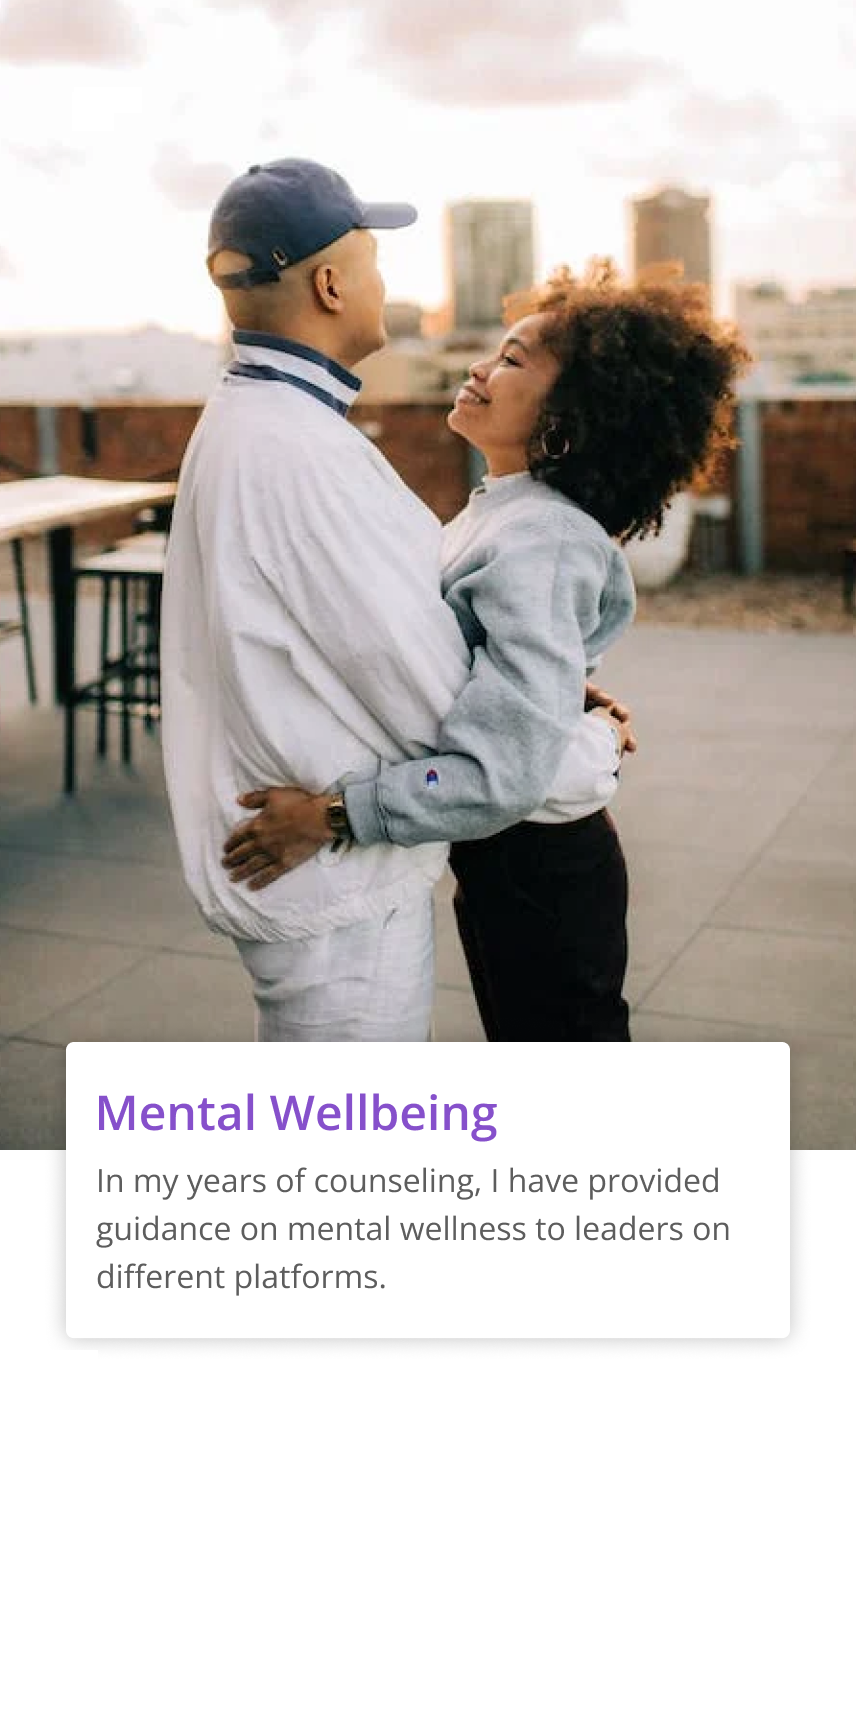 Mental Wellbeing
In my years of counseling, I have provided
guidance on mental wellness to leaders on
different platforms.